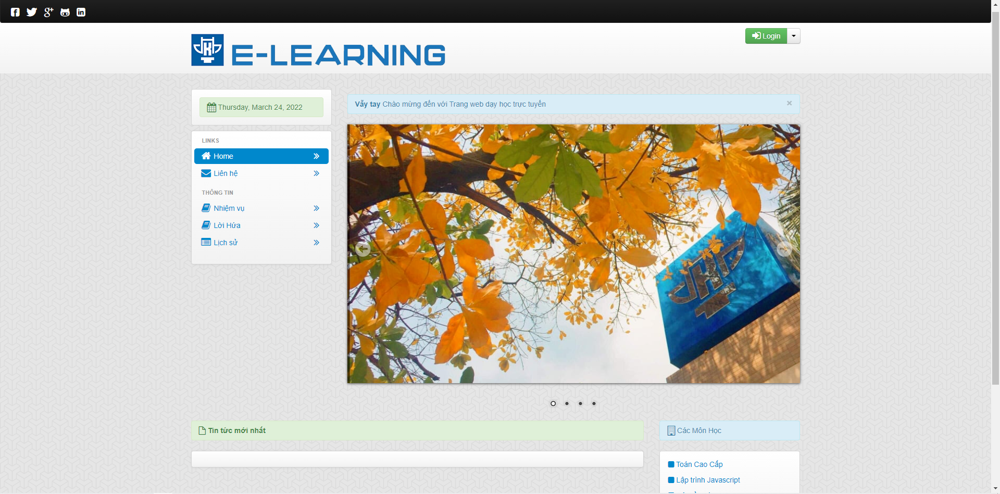 Login
E-LEARNING
Thursday, March 24, 2022
Vẫy tay Chào mừng đến với Trang web dạy học trực tuyến
×
LINKS
Home
Liên hệ
THÔNG TIN
Nhiệm vụ
Lời Hứa
Lịch sử
Tin tức mới nhất
Các Môn Học
Toán Cao Cấp
Lập trình Javascript